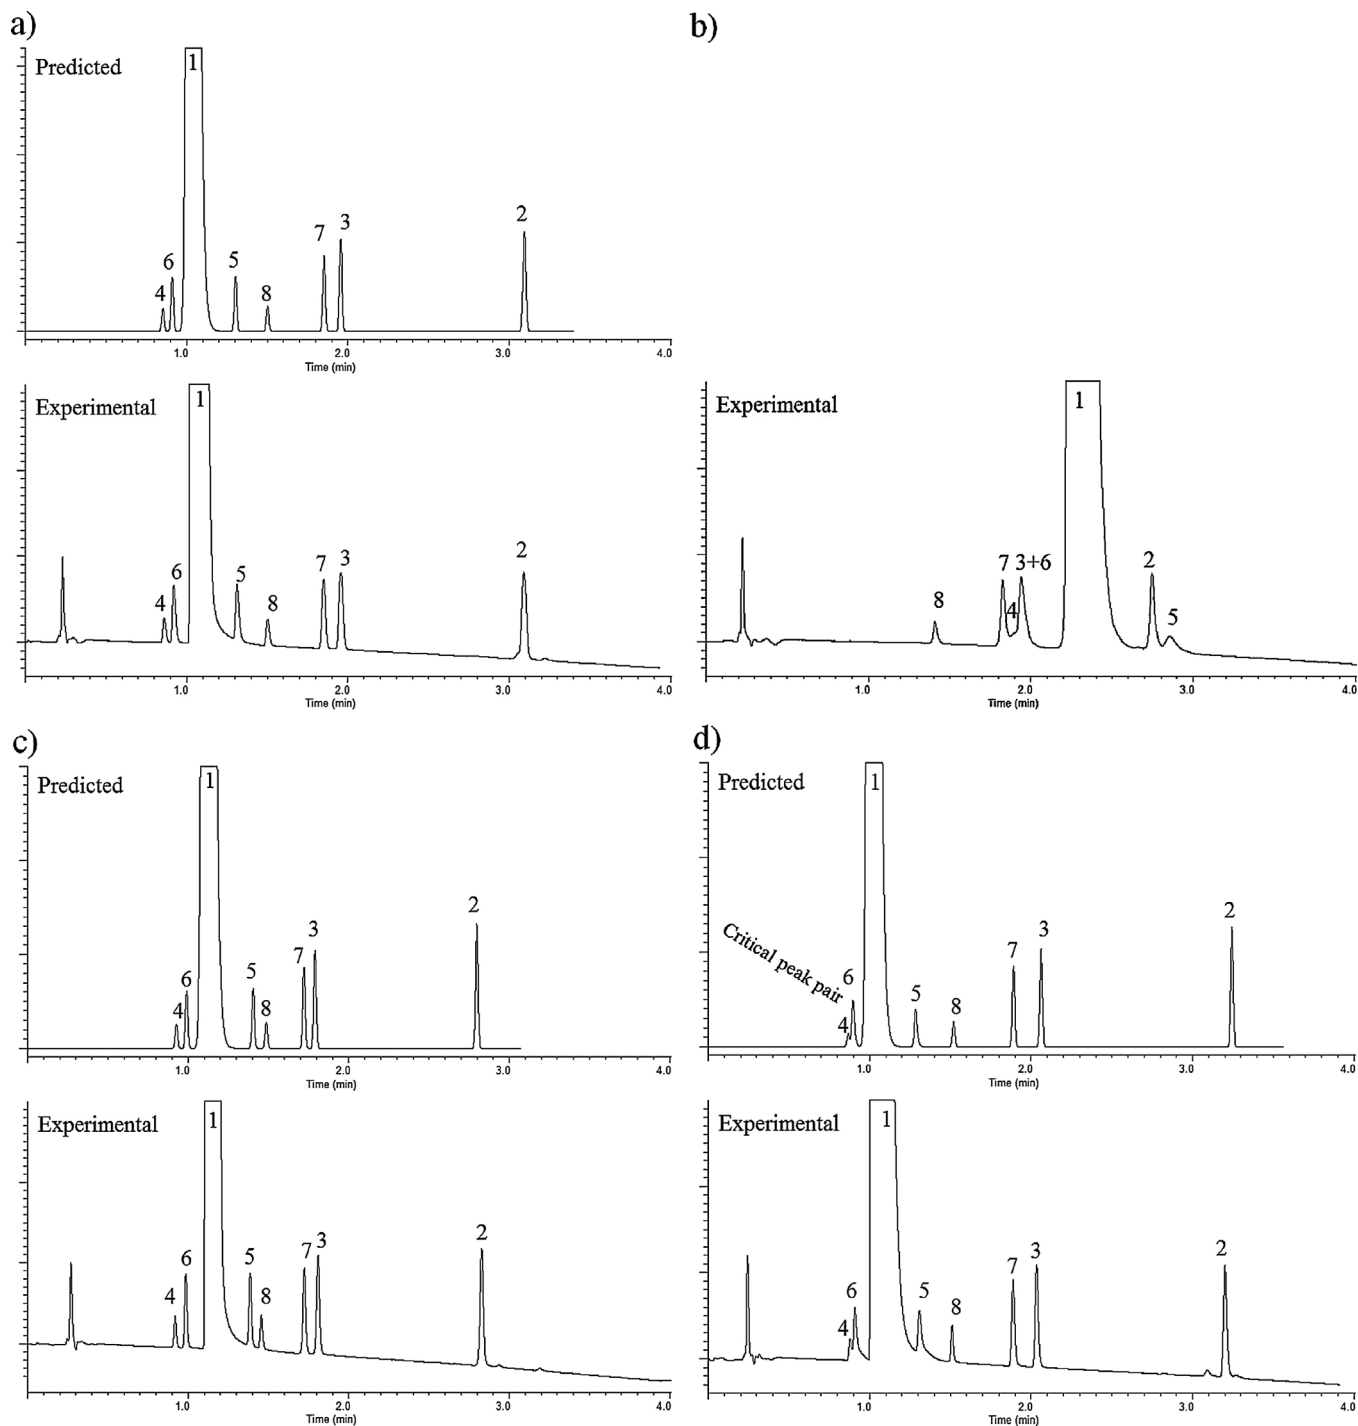 a)
Predicted
1
4 6 5 8 7 3 2
1.0 2.0 3.0 4.0
Time (min)
Experimental
1
4 6 5 8 7 3 2
1.0 2.0 3.0 4.0
Time (min)
b)
Experimental
1
8 7 4 3+6 2 5
1.0 2.0 3.0 4.0
Time (min)
c)
Predicted
1
4 6 5 8 7 3 2
1.0 2.0 3.0 4.0
Time (min)
Experimental
1
4 6 5 8 7 3 2
1.0 2.0 3.0 4.0
Time (min)
d)
Predicted
1
Critical peak pair
4 6 5 8 7 3 2
1.0 2.0 3.0 4.0
Time (min)
Experimental
1
4 6 5 8 7 3 2
1.0 2.0 3.0 4.0
Time (min)